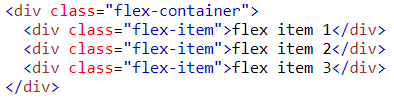 <div class="flex-container">
  <div class="flex-item">flex item 1</div>
  <div class="flex-item">flex item 2</div>
  <div class="flex-item">flex item 3</div>
</div>